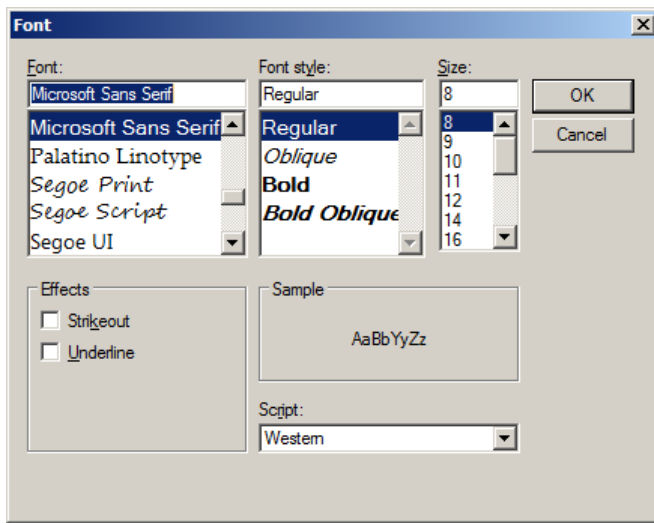 Font
Font:
Microsoft Sans Serif
Microsoft Sans Serif
Palatino Linotype
Segoe Print
Segoe Script
Segoe UI
Font style:
Regular
Regular
Oblique
Bold
Bold Oblique
Size:
8
8
9
10
11
12
14
16
OK
Cancel
Effects
Strikeout
Underline
Sample
AaBbYyZz
Script:
Western